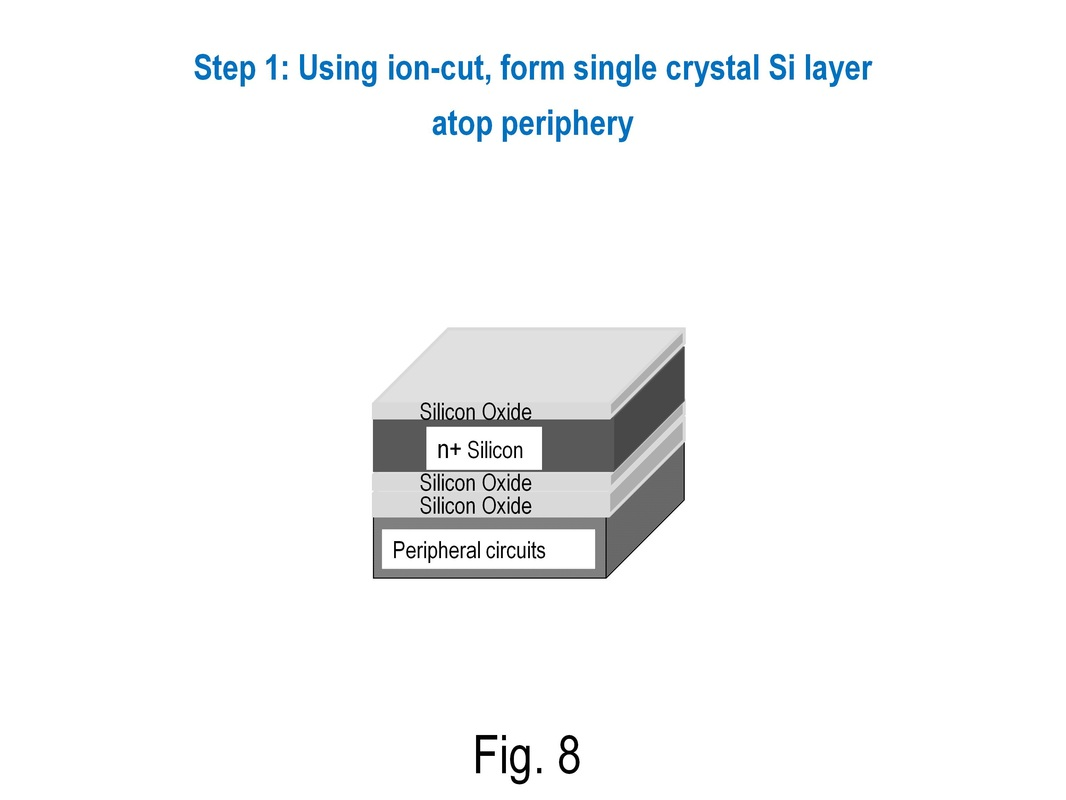 Step 1: Using ion-cut, form single crystal Si layer
atop periphery
Silicon Oxide
n+ Silicon
Silicon Oxide
Silicon Oxide
Peripheral circuits
Fig. 8